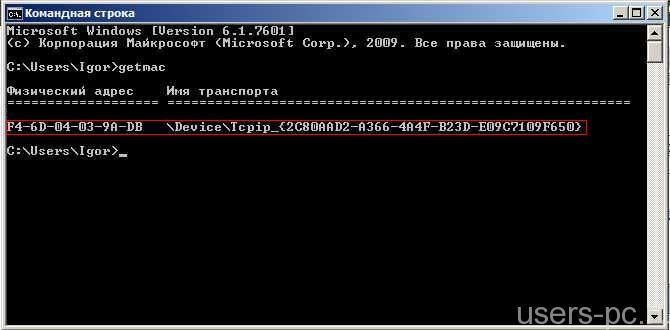 Командная строка
Microsoft Windows [Version 6.1.7601]
(c) Корпорация Майкрософт (Microsoft Corp.), 2009. Все права защищены.
C:\Users\Igor>getmac
Физический адрес    Имя транспорта
=================== ==========================================================
F4-6D-04-03-9A-DB   \Device\Tcpip_{2C80AAD2-A366-4A4F-B23D-E09C7109F650}
C:\Users\Igor>_
users-pc.